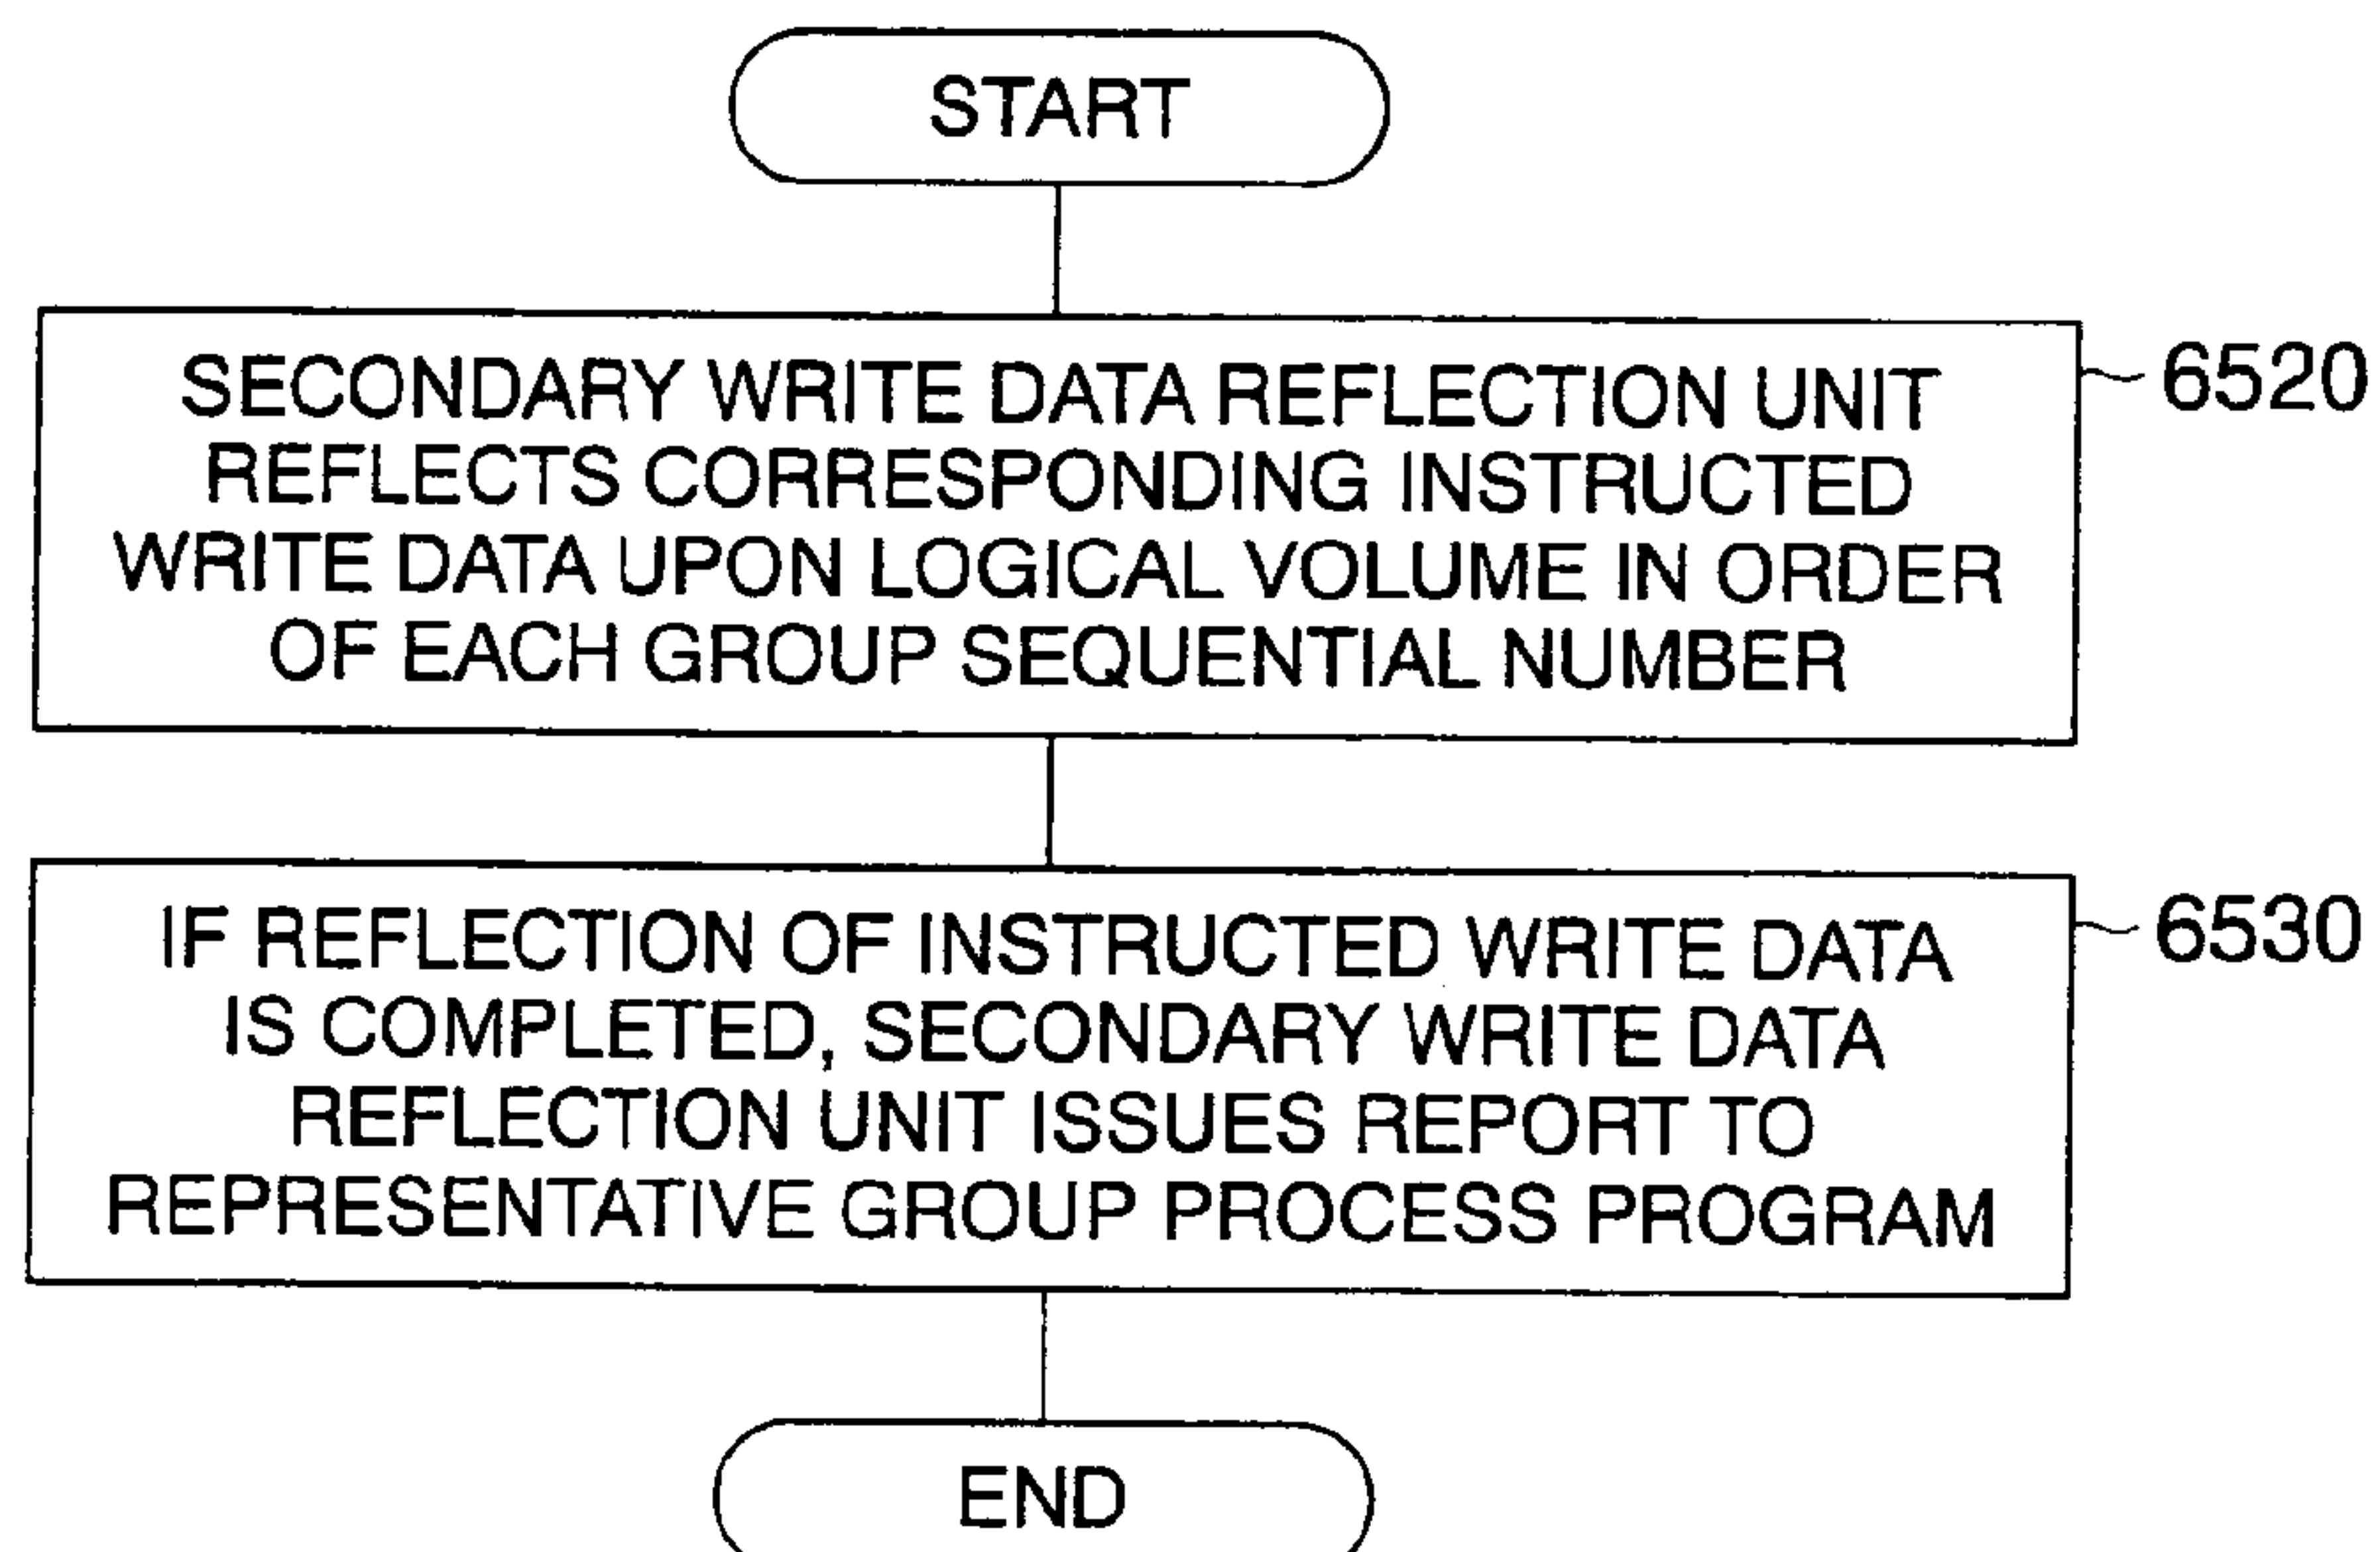 START
SECONDARY WRITE DATA REFLECTION UNIT
REFLECTS CORRESPONDING INSTRUCTED
WRITE DATA UPON LOGICAL VOLUME IN ORDER
OF EACH GROUP SEQUENTIAL NUMBER
6520
IF REFLECTION OF INSTRUCTED WRITE DATA
IS COMPLETED, SECONDARY WRITE DATA
REFLECTION UNIT ISSUES REPORT TO
REPRESENTATIVE GROUP PROCESS PROGRAM
6530
END